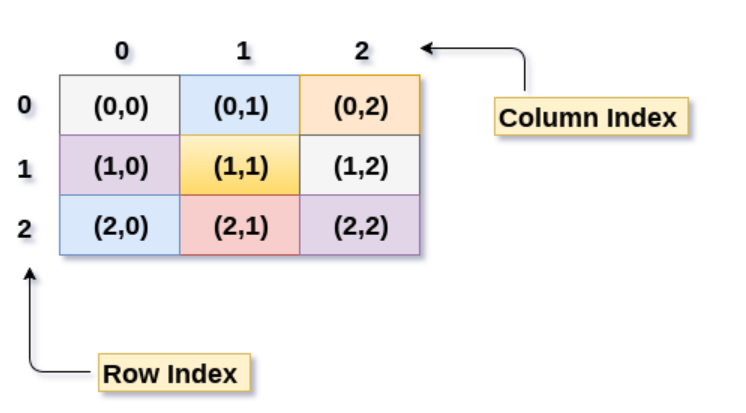 0 1 2
Column Index
0 (0,0) (0,1) (0,2)
1 (1,0) (1,1) (1,2)
2 (2,0) (2,1) (2,2)
Row Index